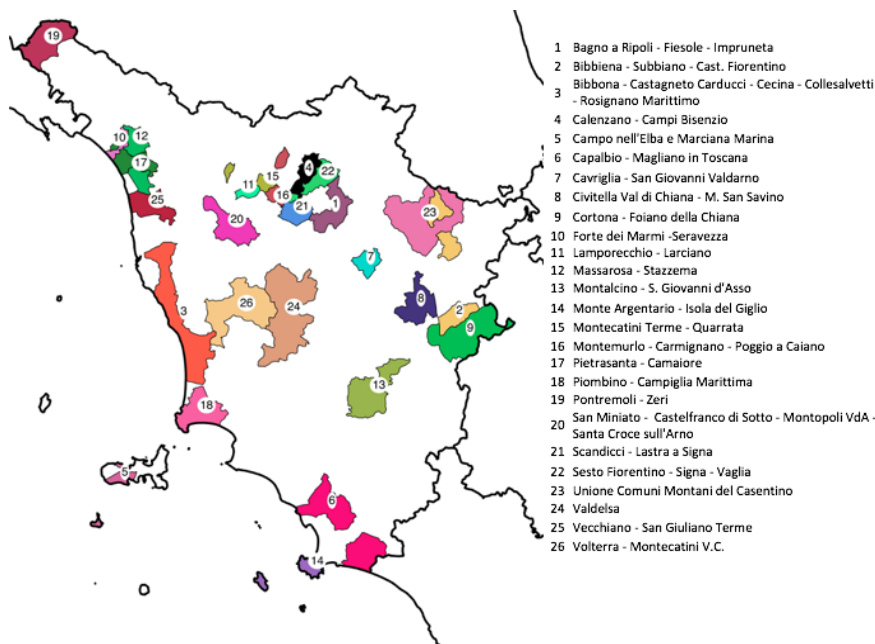 19
10
12
17
25
11
15
16
4
22
21
1
20
23
7
3
26
24
8
2
9
13
18
5
6
14
1 Bagno a Ripoli - Fiesole - Impruneta
2 Bibbiena - Subbiano - Cast. Fiorentino
3 Bibbona - Castagneto Carducci - Cecina - Collesalvetti
- Rosignano Marittimo
4 Calenzano - Campi Bisenzio
5 Campo nell'Elba e Marciana Marina
6 Capalbio - Magliano in Toscana
7 Cavriglia - San Giovanni Valdarno
8 Civitella Val di Chiana - M. San Savino
9 Cortona - Foiano della Chiana
10 Forte dei Marmi -Seravezza
11 Lamporecchio - Larciano
12 Massarosa - Stazzema
13 Montalcino - S. Giovanni d'Asso
14 Monte Argentario - Isola del Giglio
15 Montecatini Terme - Quarrata
16 Montemurlo - Carmignano - Poggio a Caiano
17 Pietrasanta - Camaiore
18 Piombino - Campiglia Marittima
19 Pontremoli - Zeri
20 San Miniato - Castelfranco di Sotto - Montopoli VdA -
Santa Croce sull'Arno
21 Scandicci - Lastra a Signa
22 Sesto Fiorentino - Signa - Vaglia
23 Unione Comuni Montani del Casentino
24 Valdelsa
25 Vecchiano - San Giuliano Terme
26 Volterra - Montecatini V.C.